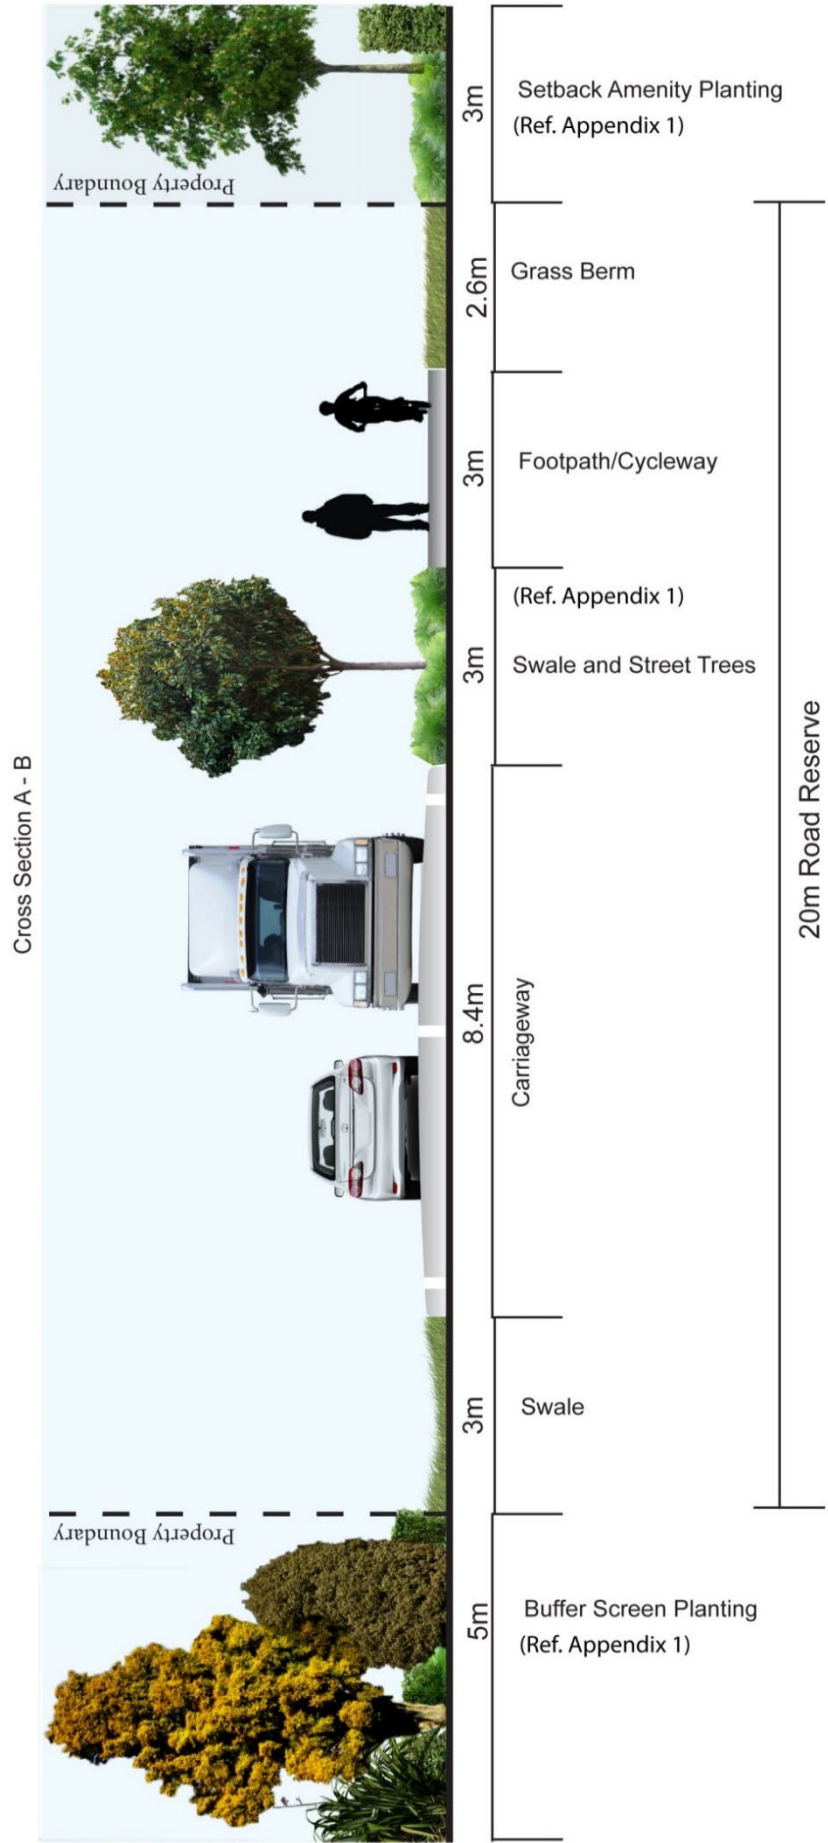 Cross Section A - B
Property Boundary
3m
Setback Amenity Planting
(Ref. Appendix 1)
2.6m
Grass Berm
3m
Footpath/Cycleway
3m
(Ref. Appendix 1)
Swale and Street Trees
8.4m
Carriageway
3m
Swale
20m Road Reserve
Property Boundary
5m
Buffer Screen Planting
(Ref. Appendix 1)